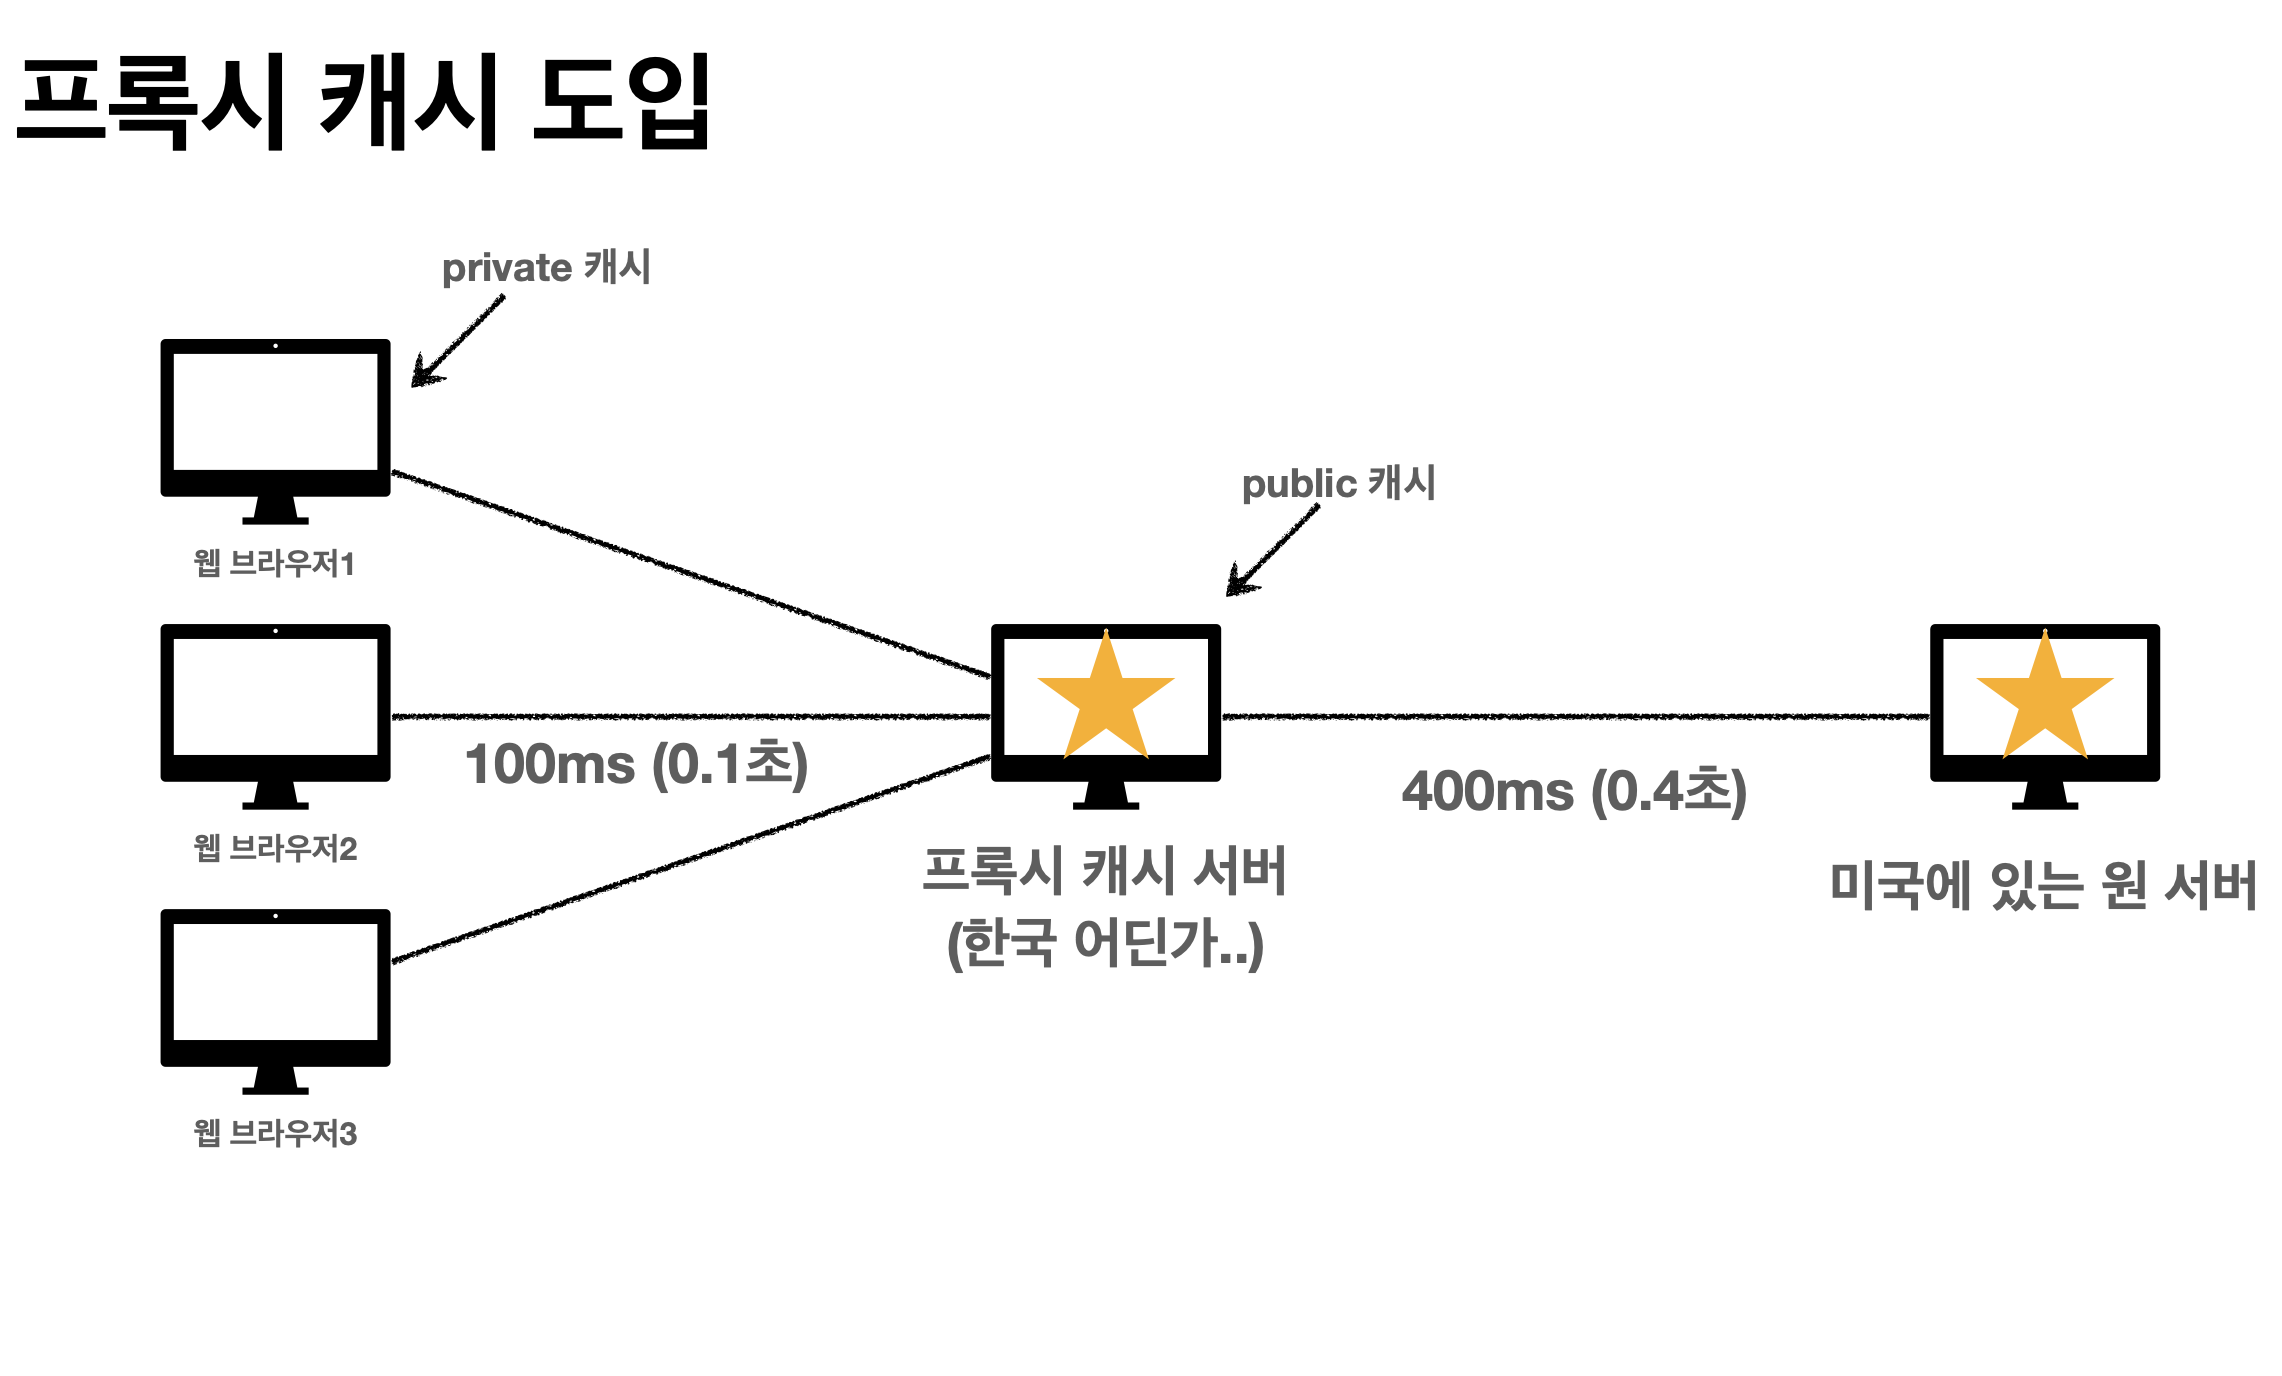 프록시 캐시 도입
private 캐시
public 캐시
웹 브라우저1
웹 브라우저2
100ms (0.1초)
400ms (0.4초)
프록시 캐시 서버
(한국 어딘가..)
미국에 있는 원 서버
웹 브라우저3